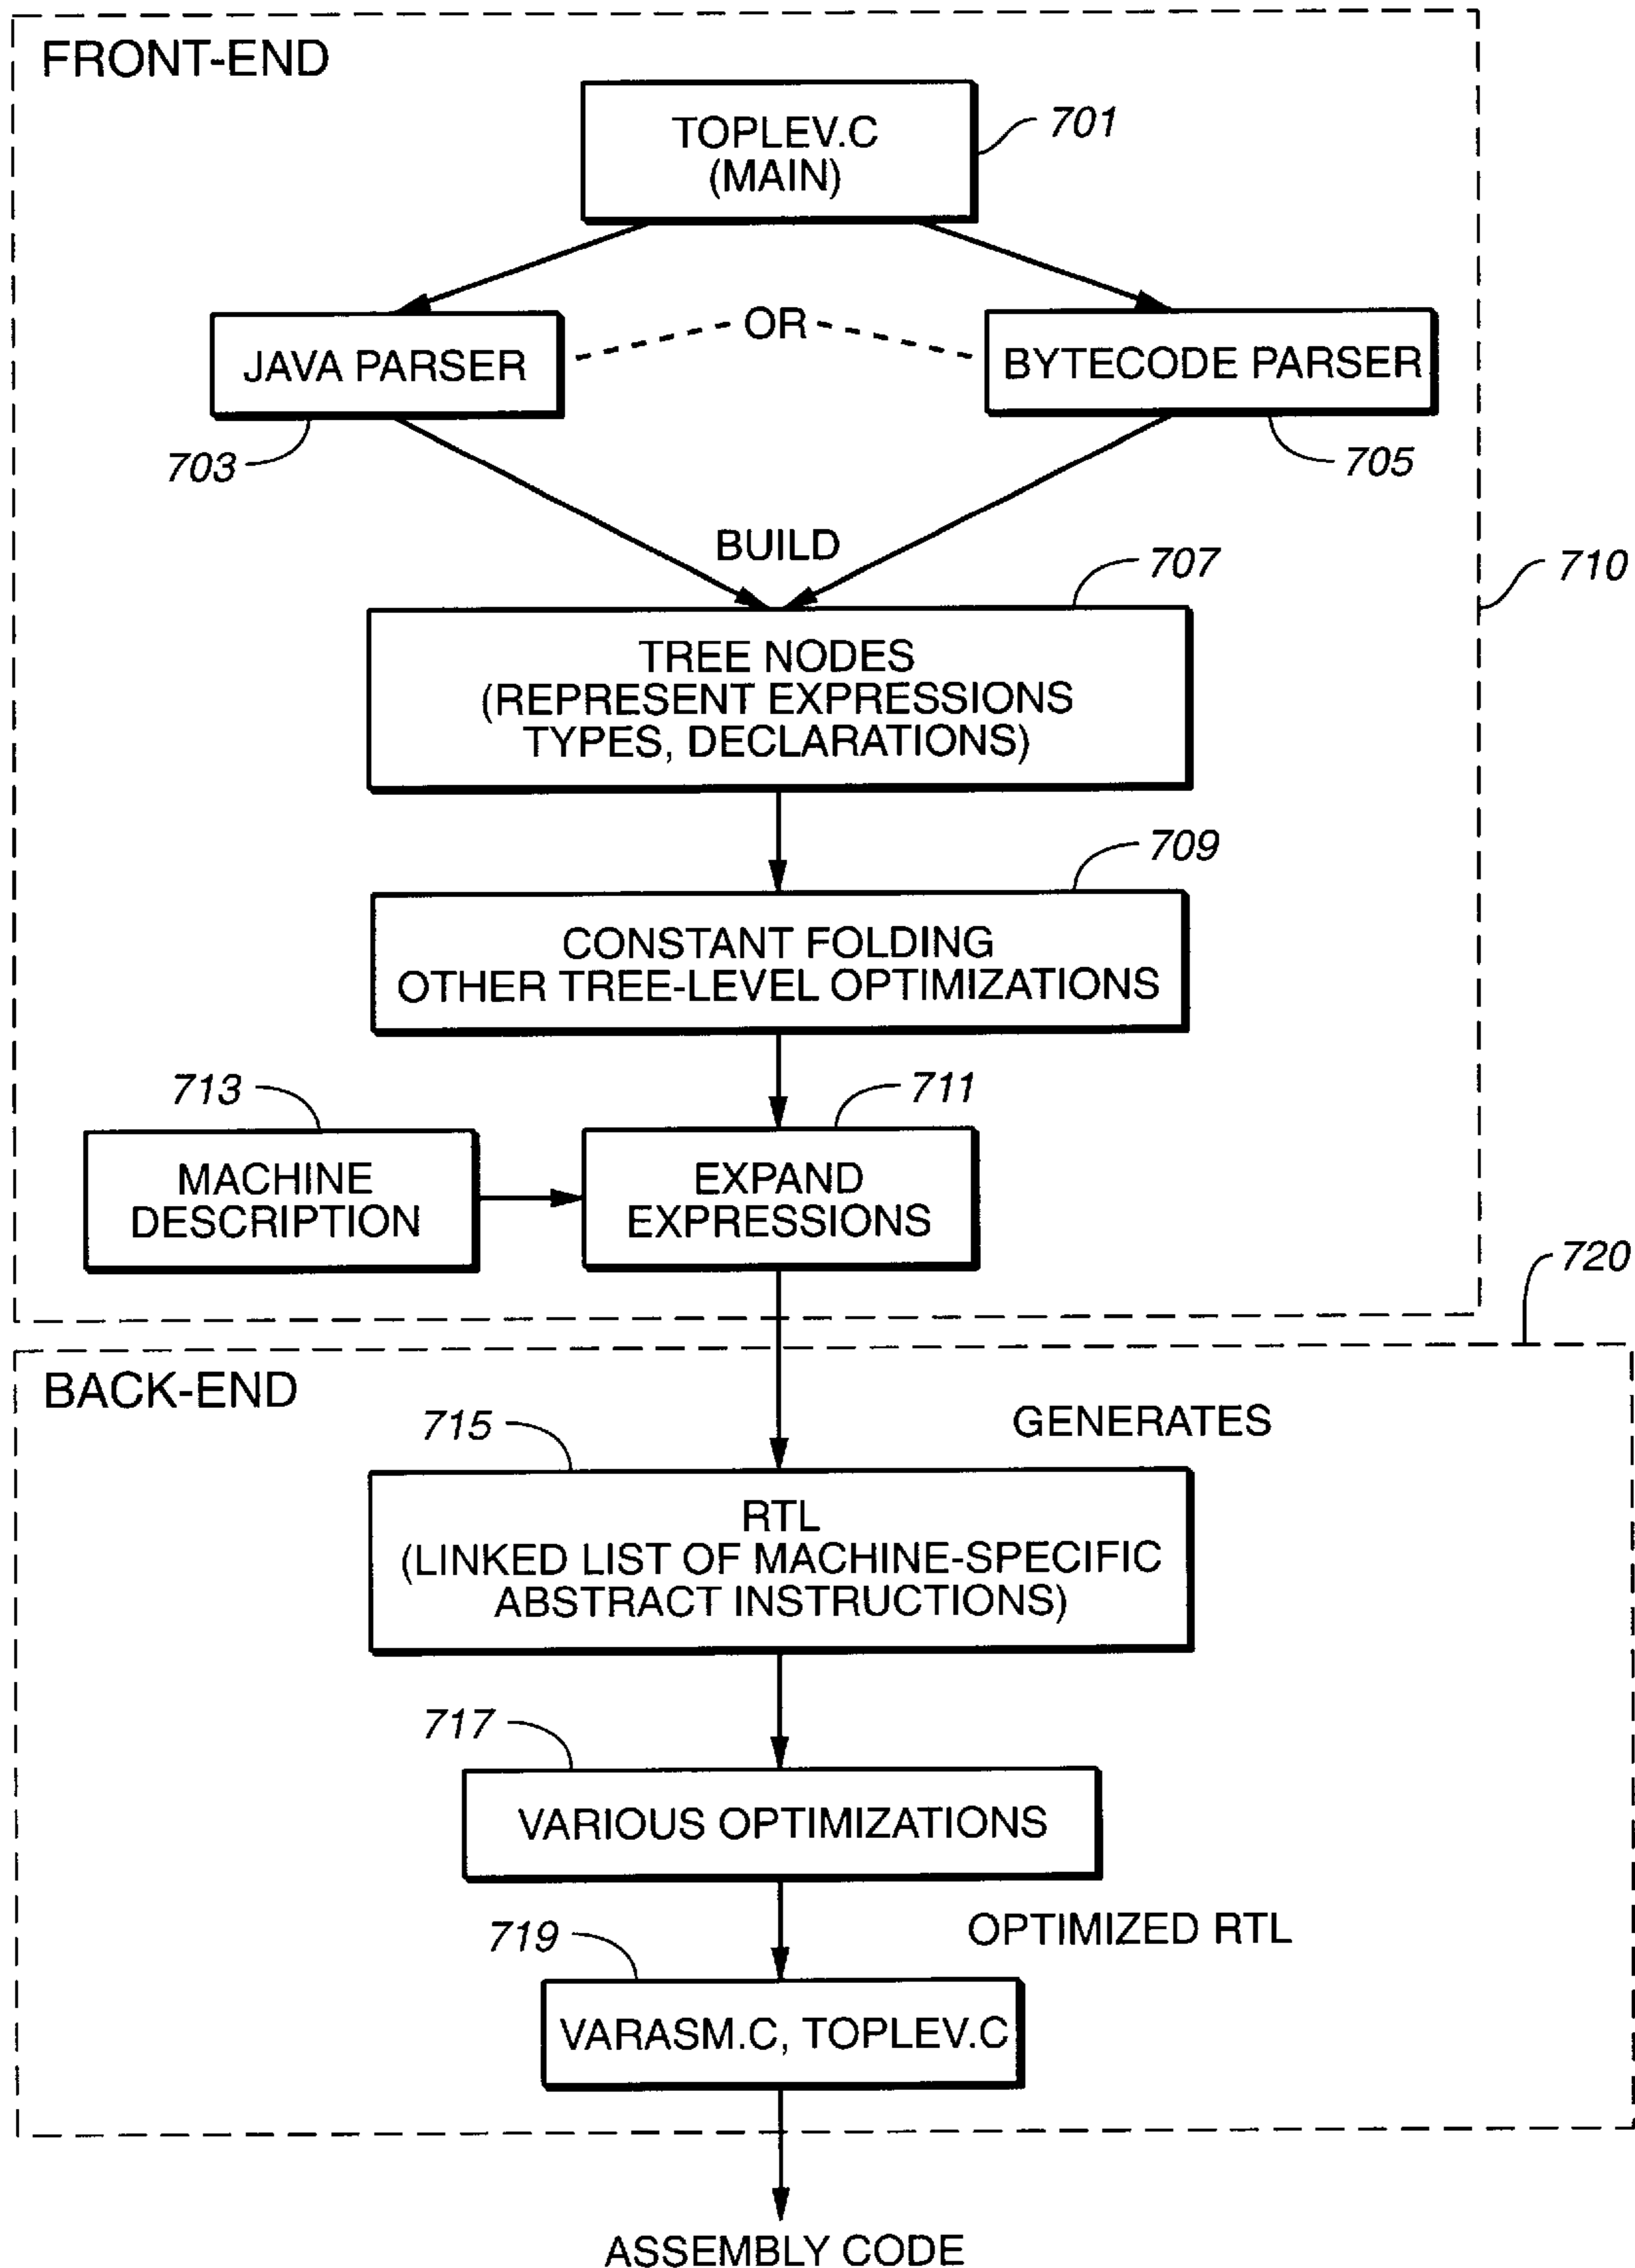 FRONT-END
TOPLEV.C
(MAIN)
701
JAVA PARSER
OR
BYTECODE PARSER
703
705
BUILD
707
710
TREE NODES
(REPRESENT EXPRESSIONS
TYPES, DECLARATIONS)
709
CONSTANT FOLDING
OTHER TREE-LEVEL OPTIMIZATIONS
713
711
MACHINE
DESCRIPTION
EXPAND
EXPRESSIONS
720
BACK-END
715
GENERATES
RTL
(LINKED LIST OF MACHINE-SPECIFIC
ABSTRACT INSTRUCTIONS)
717
VARIOUS OPTIMIZATIONS
719
OPTIMIZED RTL
VARASM.C, TOPLEV.C
ASSEMBLY CODE